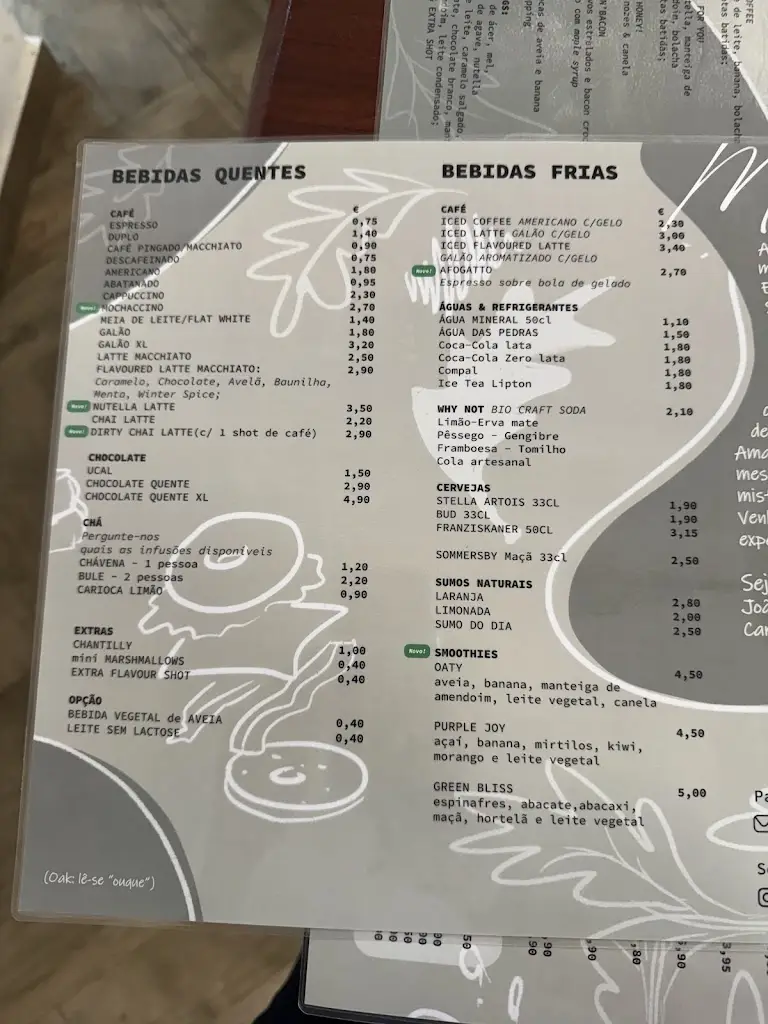 BEBIDAS QUENTES
CAFÉ €
ESPRESSO 0,75
DUPLO 1,40
CAFÉ PINGADO/MACCHIATO 0,90
DESCAFEINADO 0,75
AMERICANO 1,80
ABATANADO 0,95
CAPPUCCINO 2,30
Novo! MOCHACCINO 2,70
MEIA DE LEITE/FLAT WHITE 1,40
GALÃO 1,80
GALÃO XL 3,20
LATTE MACCHIATO 2,50
FLAVOURED LATTE MACCHIATO: 2,90
Caramelo, Chocolate, Avelã, Baunilha,
Menta, Winter Spice;
Novo! NUTELLA LATTE 3,50
CHAI LATTE 2,20
Novo! DIRTY CHAI LATTE(c/ 1 shot de café) 2,90
CHOCOLATE
UCAL 1,50
CHOCOLATE QUENTE 2,90
CHOCOLATE QUENTE XL 4,90
CHÁ
Pergunte-nos
quais as infusões disponíveis
CHÁVENA - 1 pessoa 1,20
BULE - 2 pessoas 2,20
CARIOCA LIMÃO 0,90
EXTRAS
CHANTILLY 1,00
mini MARSHMALLOWS 0,40
EXTRA FLAVOUR SHOT 0,40
OPÇÃO
BEBIDA VEGETAL de AVEIA 0,40
LEITE SEM LACTOSE 0,40
(Oak: lê-se "ouque")
BEBIDAS FRIAS
CAFÉ €
ICED COFFEE AMERICANO C/GELO 2,30
ICED LATTE GALÃO C/GELO 3,00
ICED FLAVOURED LATTE 3,40
GALÃO AROMATIZADO C/GELO
Novo! AFOGATTO 2,70
Espresso sobre bola de gelado
ÁGUAS & REFRIGERANTES
ÁGUA MINERAL 50cl 1,10
ÁGUA DAS PEDRAS 1,50
Coca-Cola lata 1,80
Coca-Cola Zero lata 1,80
Compal 1,80
Ice Tea Lipton 1,80
WHY NOT BIO CRAFT SODA 2,10
Limão-Erva mate
Pêssego - Gengibre
Framboesa - Tomilho
Cola artesanal
CERVEJAS
STELLA ARTOIS 33CL 1,90
BUD 33CL 1,90
FRANZISKANER 50CL 3,15
SOMMERSBY Maçã 33cl 2,50
SUMOS NATURAIS
LARANJA 2,80
LIMONADA 2,00
SUMO DO DIA 2,50
Novo! SMOOTHIES
OATY 4,50
aveia, banana, manteiga de
amendoim, leite vegetal, canela
PURPLE JOY 4,50
açaí, banana, mirtilos, kiwi,
morango e leite vegetal
GREEN BLISS 5,00
espinafres, abacate,abacaxi,
maçã, hortelã e leite vegetal